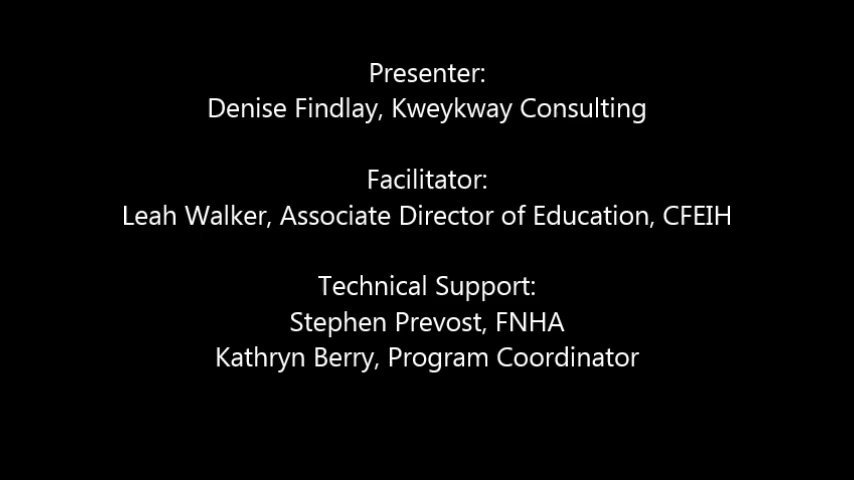 Presenter:
Denise Findlay, Kweykway Consulting
Facilitator:
Leah Walker, Associate Director of Education, CFEIH
Technical Support:
Stephen Prevost, FNHA
Kathryn Berry, Program Coordinator